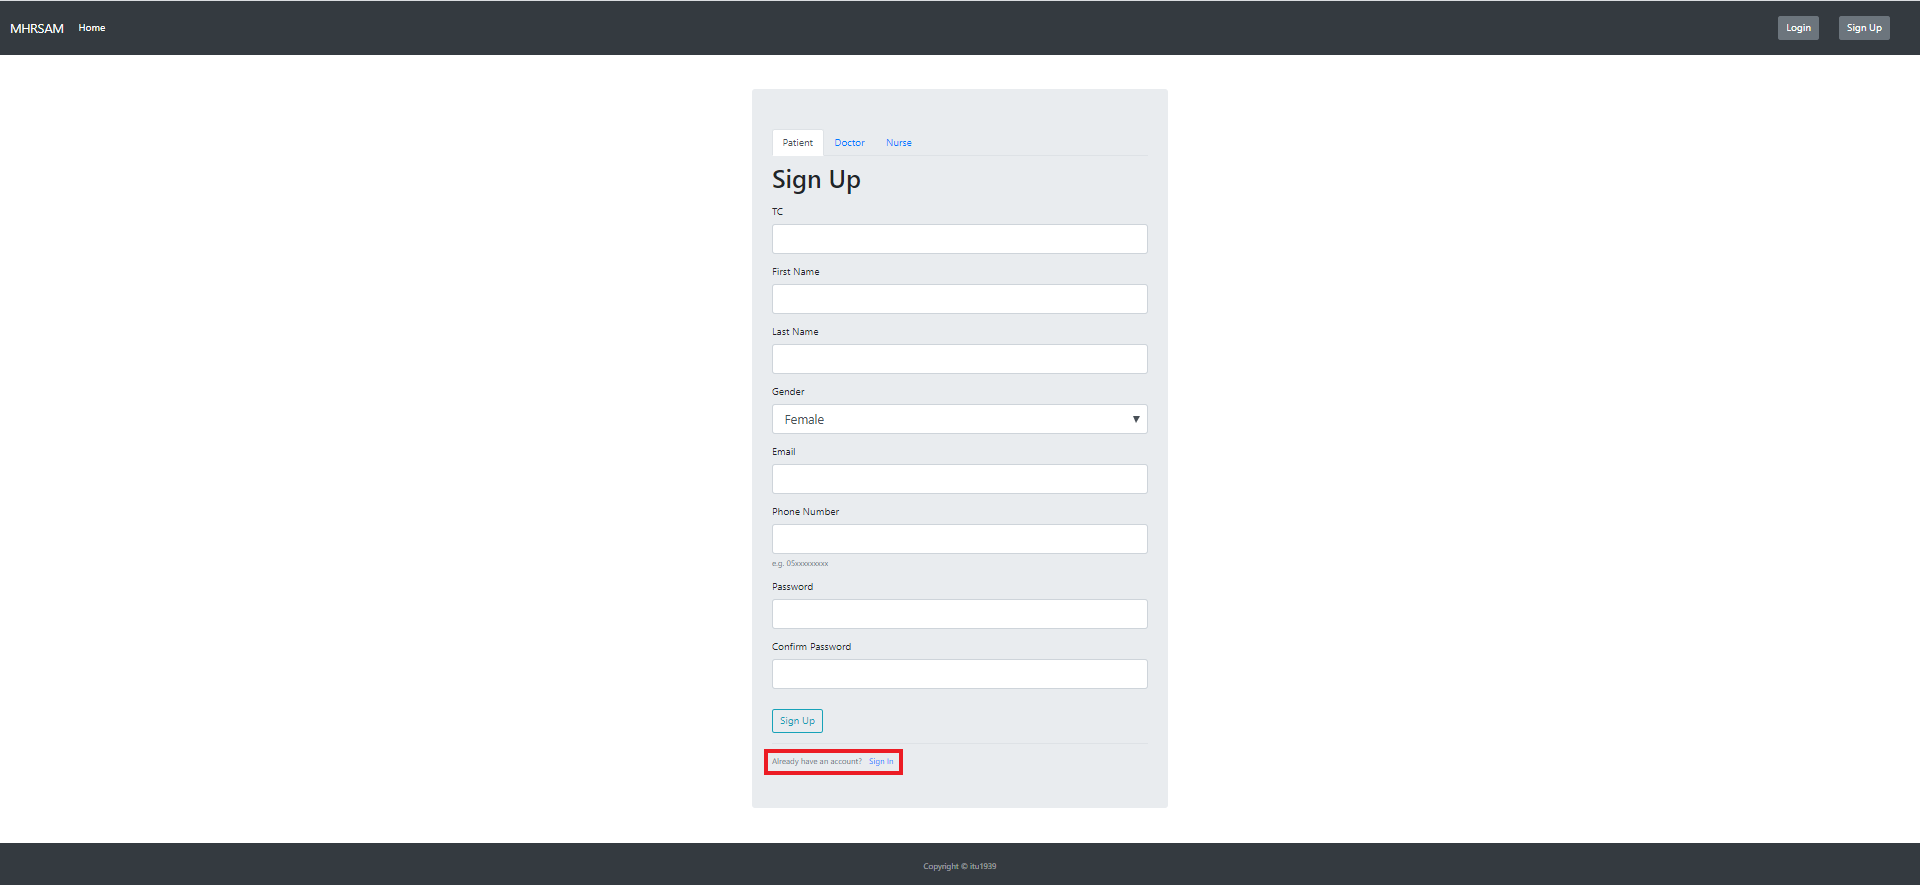 MHRSAM Home Login Sign Up
Patient Doctor Nurse
Sign Up
TC
First Name
Last Name
Gender
Female
Email
Phone Number
e.g. 05xxxxxxxxx
Password
Confirm Password
Sign Up
Already have an account? Sign In
Copyright © itu1939